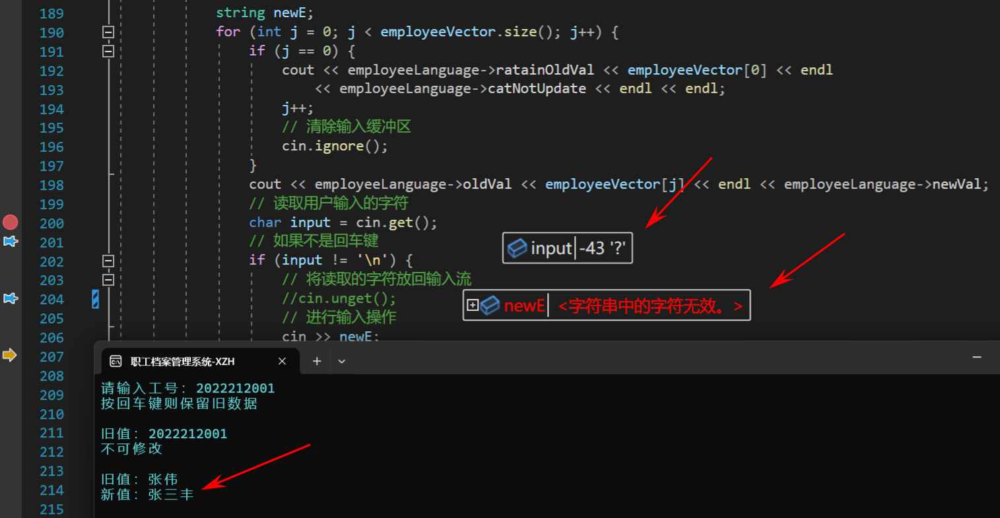 189 string newE;
190 for (int j = 0; j < employeeVector.size(); j++) {
191 if (j == 0) {
192 cout << employeeLanguage->ratainOldVal << employeeVector[0] << endl
193 << employeeLanguage->catNotUpdate << endl << endl;
194 j++;
195 // 清除输入缓冲区
196 cin.ignore();
197 }
198 cout << employeeLanguage->oldVal << employeeVector[j] << endl << employeeLanguage->newVal;
199 // 读取用户输入的字符
200 char input = cin.get();
201 // 如果不是回车键
input -43 '?'
202 if (input != '\n') {
203 // 将读取的字符放回输入流
204 //cin.unget();
newE <字符串中的字符无效。>
205 // 进行输入操作
206 cin >> newE;
207
208
209
210
211
212
213
214
215
职工档案管理系统-XZH
请输入工号: 2022212001
按回车键则保留旧数据
旧值: 2022212001
不可修改
旧值: 张伟
新值: 张三丰